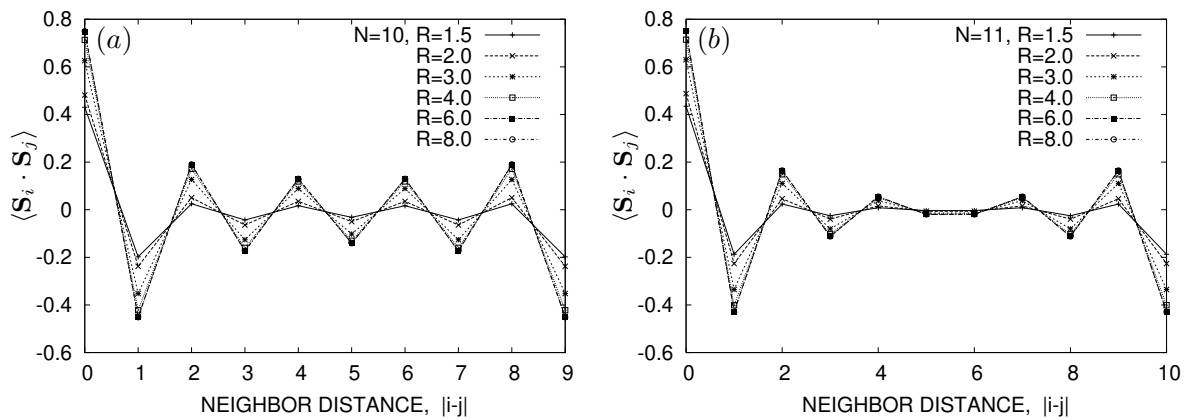 0.8
0.6
0.4
0.2
0
-0.2
-0.4
-0.6
⟨S_i · S_j⟩
(a)
N=10, R=1.5
R=2.0
R=3.0
R=4.0
R=6.0
R=8.0
0 1 2 3 4 5 6 7 8 9
NEIGHBOR DISTANCE, |i-j|
0.8
0.6
0.4
0.2
0
-0.2
-0.4
-0.6
⟨S_i · S_j⟩
(b)
N=11, R=1.5
R=2.0
R=3.0
R=4.0
R=6.0
R=8.0
0 2 4 6 8 10
NEIGHBOR DISTANCE, |i-j|